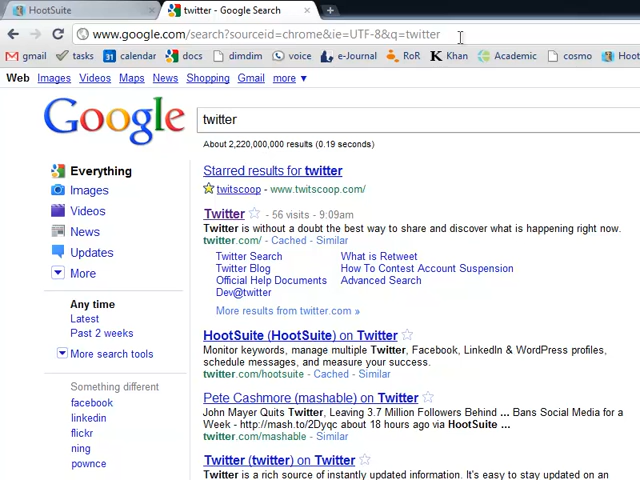 HootSuite
twitter - Google Search
www.google.com/search?sourceid=chrome&ie=UTF-8&q=twitter
gmail tasks calendar docs dimdim voice e-Journal RoR Khan Academic cosmo Hoot
Web Images Videos Maps News Shopping Gmail more ▼
Google
twitter
About 2,220,000,000 results (0.19 seconds)
Everything
Images
Videos
News
Updates
More
Any time
Latest
Past 2 weeks
More search tools
Something different
facebook
linkedin
flickr
ning
pownce
Starred results for twitter
twitscoop - www.twitscoop.com/
Twitter - 56 visits - 9:09am
Twitter is without a doubt the best way to share and discover what is happening right now.
twitter.com/ - Cached - Similar
Twitter Search What is Retweet
Twitter Blog How To Contest Account Suspension
Official Help Documents Advanced Search
Dev@twitter
More results from twitter.com »
HootSuite (HootSuite) on Twitter
Monitor keywords, manage multiple Twitter, Facebook, LinkedIn & WordPress profiles,
schedule messages, and measure your success.
twitter.com/hootsuite - Cached - Similar
Pete Cashmore (mashable) on Twitter
John Mayer Quits Twitter, Leaving 3.7 Million Followers Behind ... Bans Social Media for a
Week - http://mash.to/2Dyqc about 18 hours ago via HootSuite ...
twitter.com/mashable - Similar
Twitter (twitter) on Twitter
Twitter is a rich source of instantly updated information. It's easy to stay updated on an